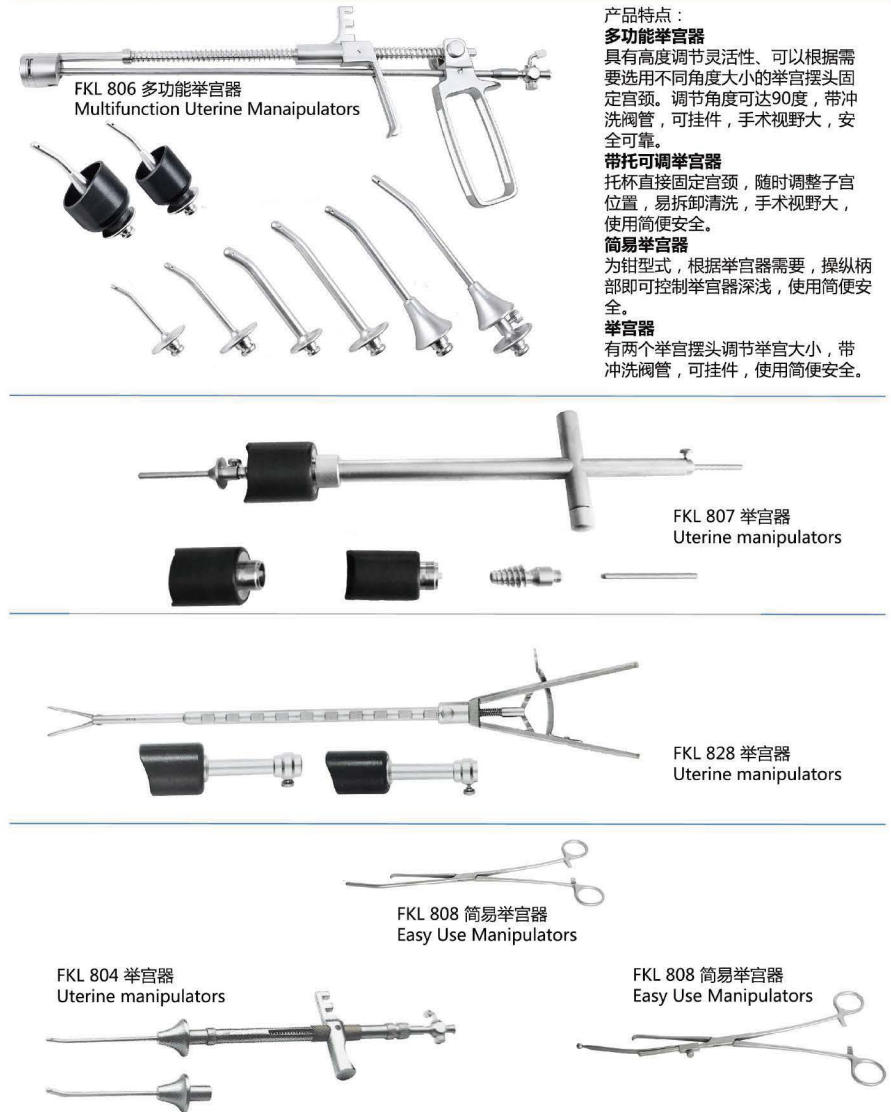 产品特点：
多功能举宫器
具有高度调节灵活性、可以根据需
要选用不同角度大小的举宫摆头固
定宫颈。调节角度可达90度，带冲
洗阀管，可挂件，手术视野大，安
全可靠。
带托可调举宫器
托杯直接固定宫颈，随时调整子宫
位置，易拆卸清洗，手术视野大，
使用简便安全。
简易举宫器
为钳型式，根据举宫器需要，操纵柄
部即可控制举宫器深浅，使用简便安
全。
举宫器
有两个举宫摆头调节举宫大小，带
冲洗阀管，可挂件，使用简便安全。
FKL 806 多功能举宫器
Multifunction Uterine Manaipulators
FKL 807 举宫器
Uterine manipulators
FKL 828 举宫器
Uterine manipulators
FKL 808 简易举宫器
Easy Use Manipulators
FKL 804 举宫器
Uterine manipulators
FKL 808 简易举宫器
Easy Use Manipulators